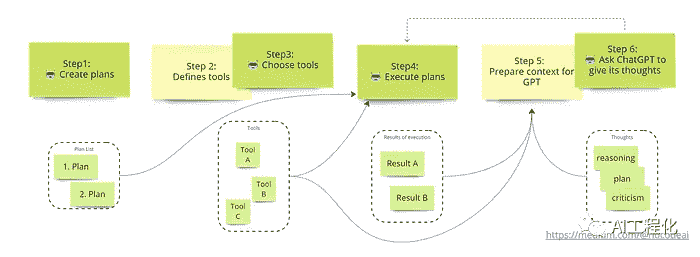 Step1:
Create plans
Step 2:
Defines tools
Step3:
Choose tools
Step4:
Execute plans
Step 5:
Prepare context for
GPT
Step 6:
Ask ChatGPT to
give its thoughts
Plan List
1. Plan
2. Plan
Tools
Tool
A
Tool
B
Tool
C
Results of execution
Result A
Result B
Thoughts
reasoning
plan
criticism
AI工程化